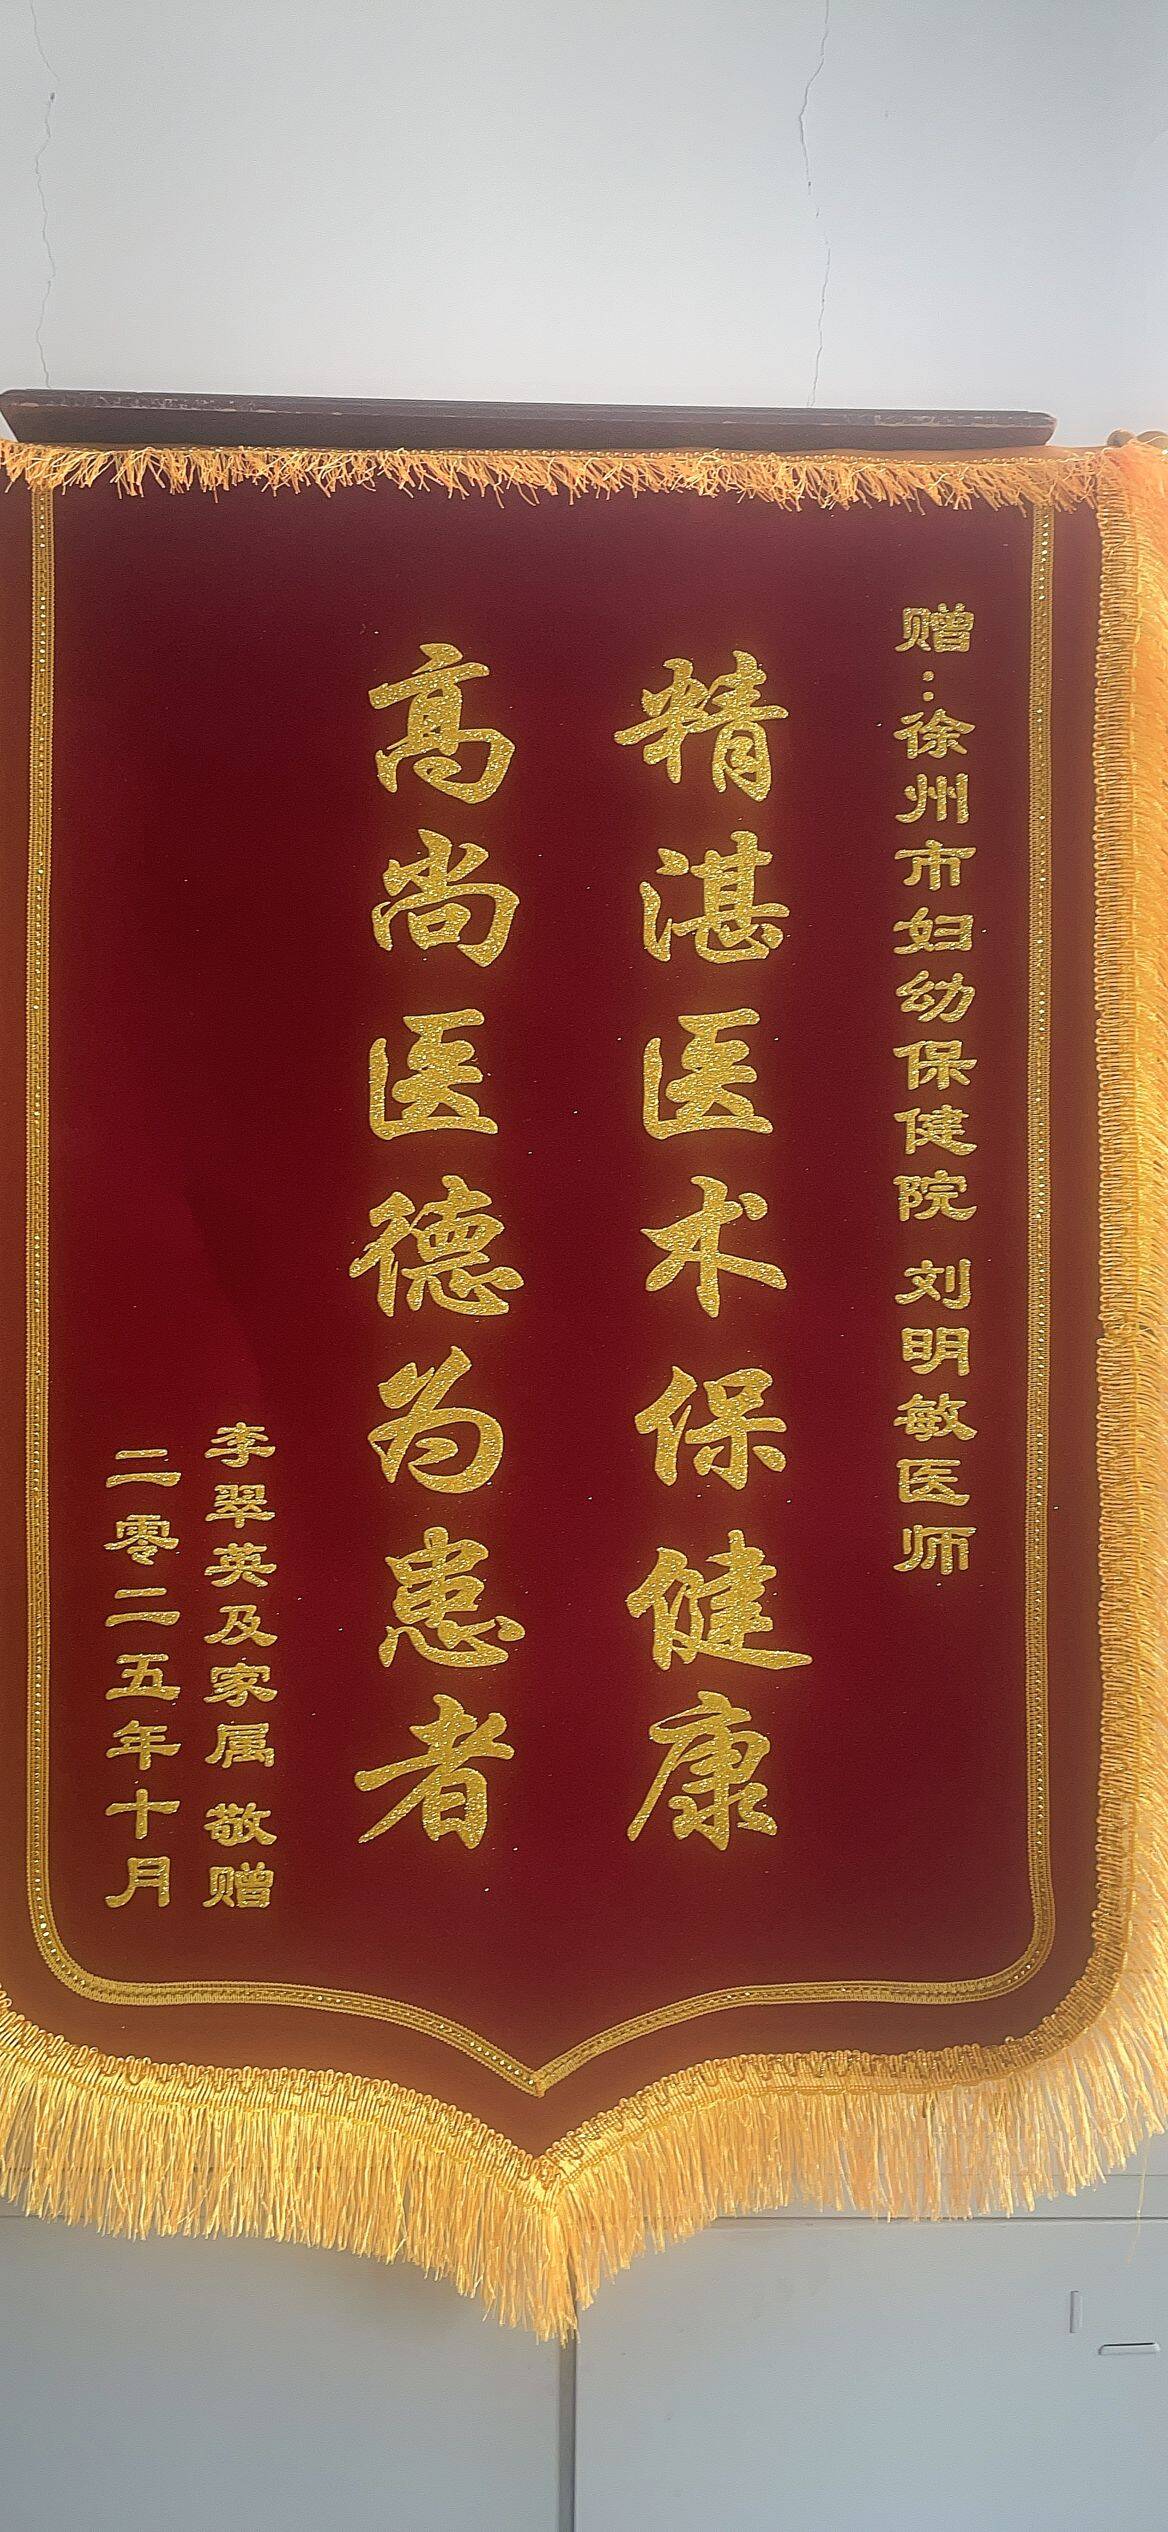 赠:徐州市妇幼保健院 刘明敏医师
精湛医术保健康
高尚医德为患者
李翠英及家属 敬赠
二零二五年十月